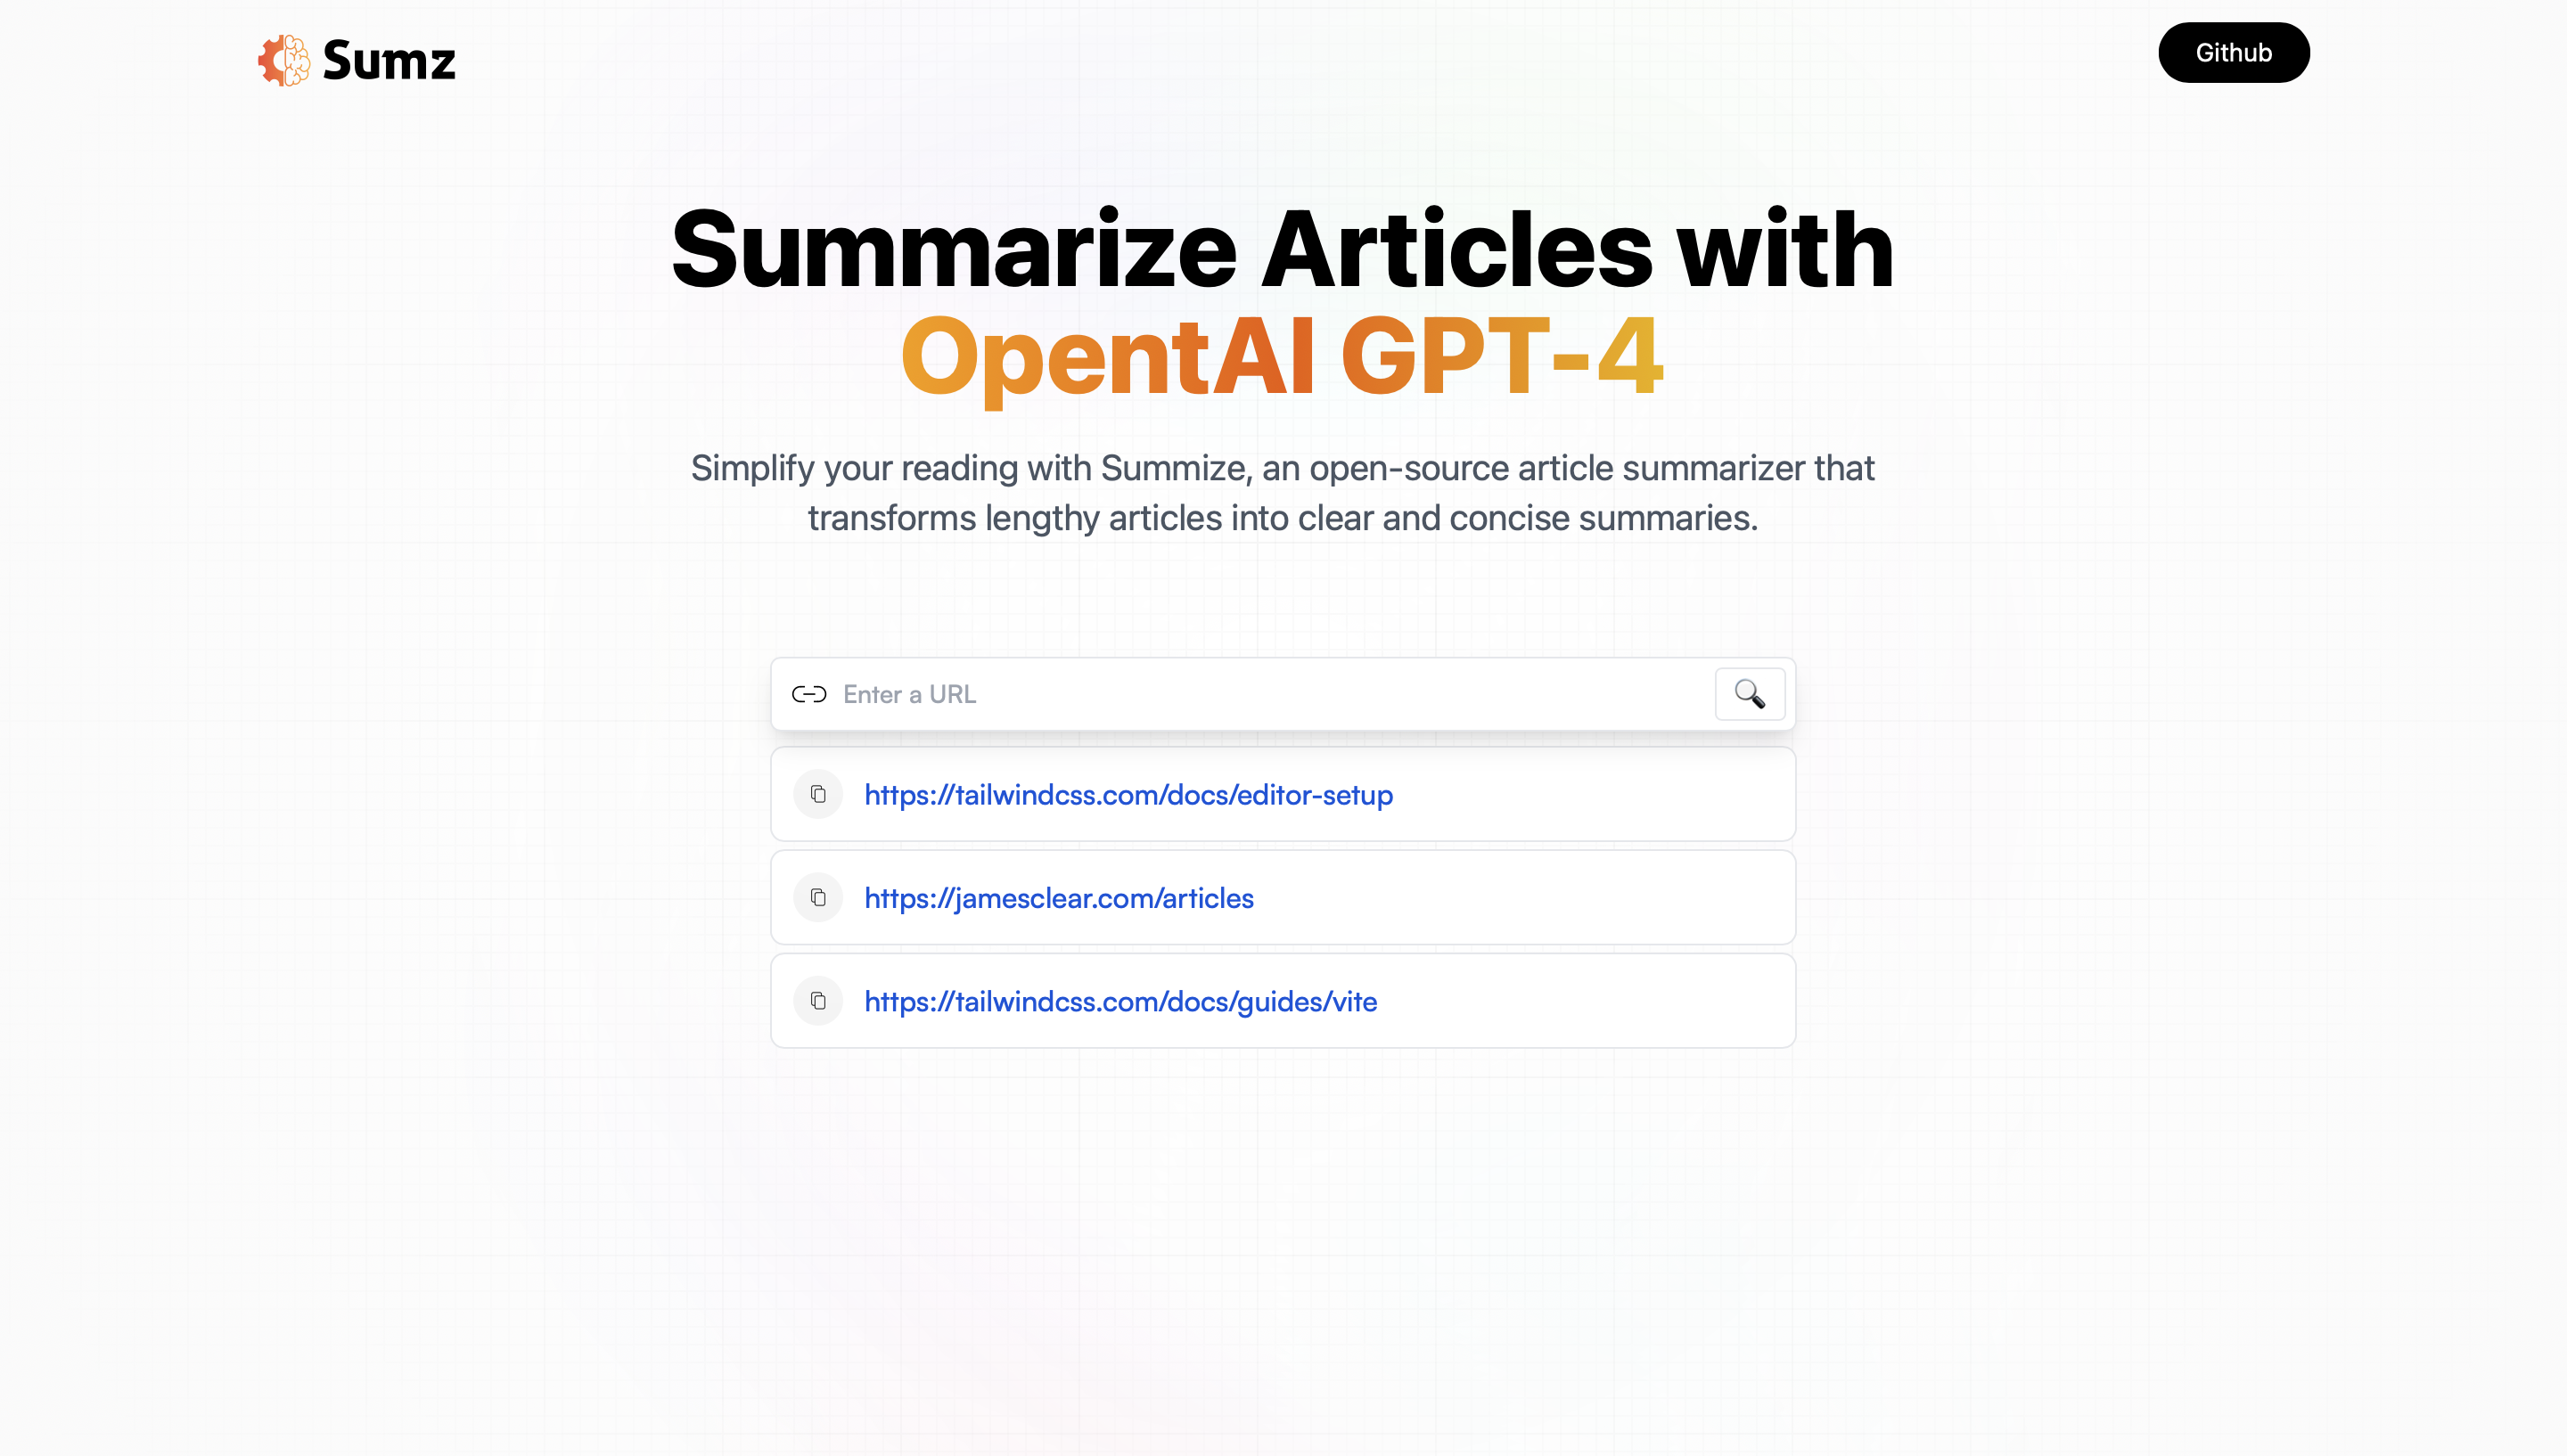 Sumz
Github
Summarize Articles with
OpentAI GPT-4
Simplify your reading with Summize, an open-source article summarizer that
transforms lengthy articles into clear and concise summaries.
Enter a URL
https://tailwindcss.com/docs/editor-setup
https://jamesclear.com/articles
https://tailwindcss.com/docs/guides/vite